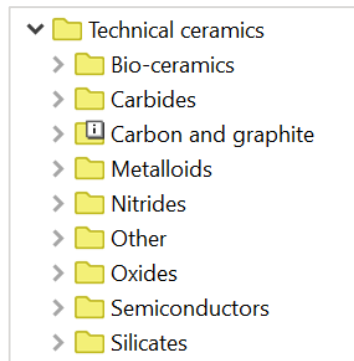 Technical ceramics
Bio-ceramics
Carbides
Carbon and graphite
Metalloids
Nitrides
Other
Oxides
Semiconductors
Silicates